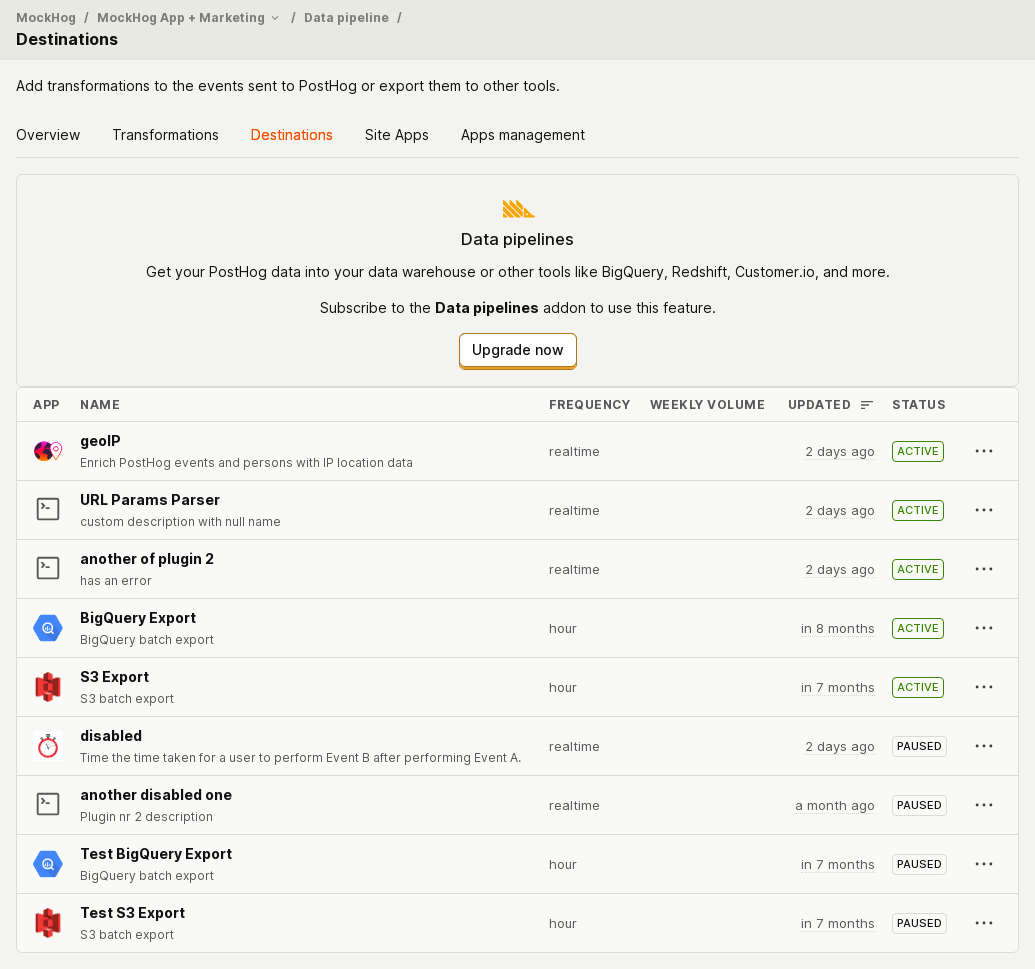 MockHog / MockHog App + Marketing / Data pipeline /
Destinations
Add transformations to the events sent to PostHog or export them to other tools.
Overview Transformations Destinations Site Apps Apps management
Data pipelines
Get your PostHog data into your data warehouse or other tools like BigQuery, Redshift, Customer.io, and more.
Subscribe to the Data pipelines addon to use this feature.
Upgrade now
APP NAME FREQUENCY WEEKLY VOLUME UPDATED STATUS
geoIP
Enrich PostHog events and persons with IP location data
realtime 2 days ago ACTIVE
URL Params Parser
custom description with null name
realtime 2 days ago ACTIVE
another of plugin 2
has an error
realtime 2 days ago ACTIVE
BigQuery Export
BigQuery batch export
hour in 8 months ACTIVE
S3 Export
S3 batch export
hour in 7 months ACTIVE
disabled
Time the time taken for a user to perform Event B after performing Event A.
realtime 2 days ago PAUSED
another disabled one
Plugin nr 2 description
realtime a month ago PAUSED
Test BigQuery Export
BigQuery batch export
hour in 7 months PAUSED
Test S3 Export
S3 batch export
hour in 7 months PAUSED